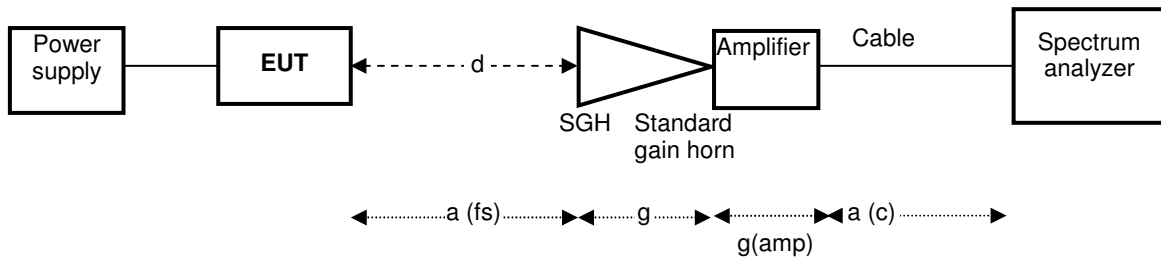 Power
supply
EUT
d
SGH
Standard
gain horn
Amplifier
Cable
Spectrum
analyzer
a (fs)
g
g(amp)
a (c)